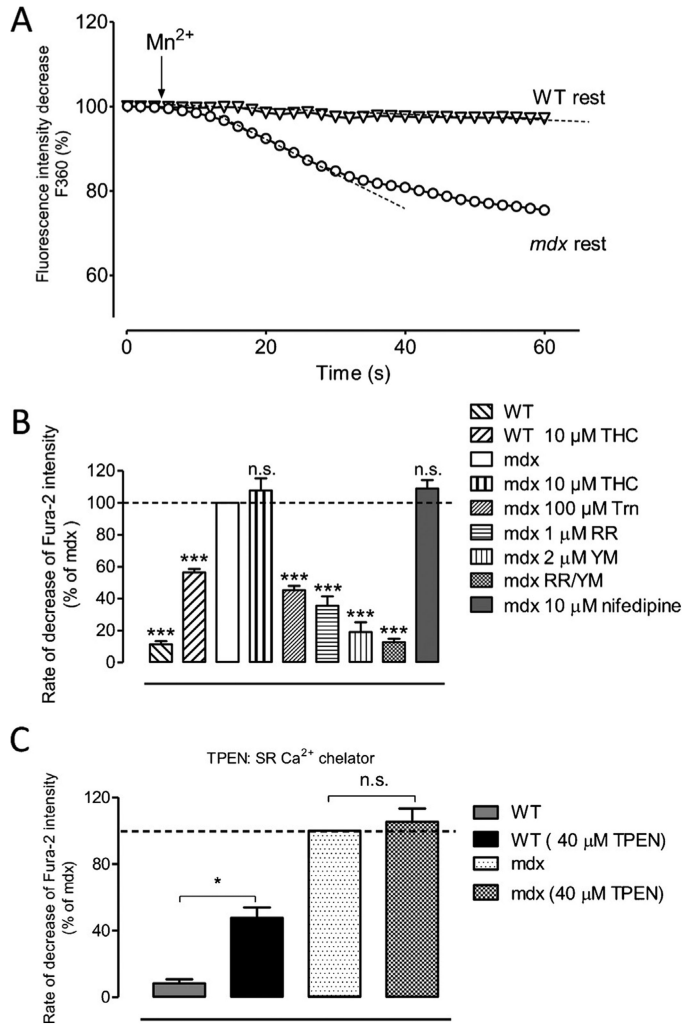 A
Fluorescence intensity decrease
F360 (%)
120
100
80
60
Mn²⁺
WT rest
mdx rest
0
20
40
60
Time (s)
B
Rate of decrease of Fura-2 intensity
(% of mdx )
120
100
80
60
40
20
0
***
***
n.s.
***
***
***
***
n.s.
WT
WT 10 µM THC
mdx
mdx 10 µM THC
mdx 100 µM Trn
mdx 1 µM RR
mdx 2 µM YM
mdx RR/YM
mdx 10 µM nifedipine
C
TPEN: SR Ca²⁺ chelator
Rate of decrease of Fura-2 intensity
(% of mdx)
120
80
40
0
*
n.s.
WT
WT ( 40 µM TPEN)
mdx
mdx (40 µM TPEN)